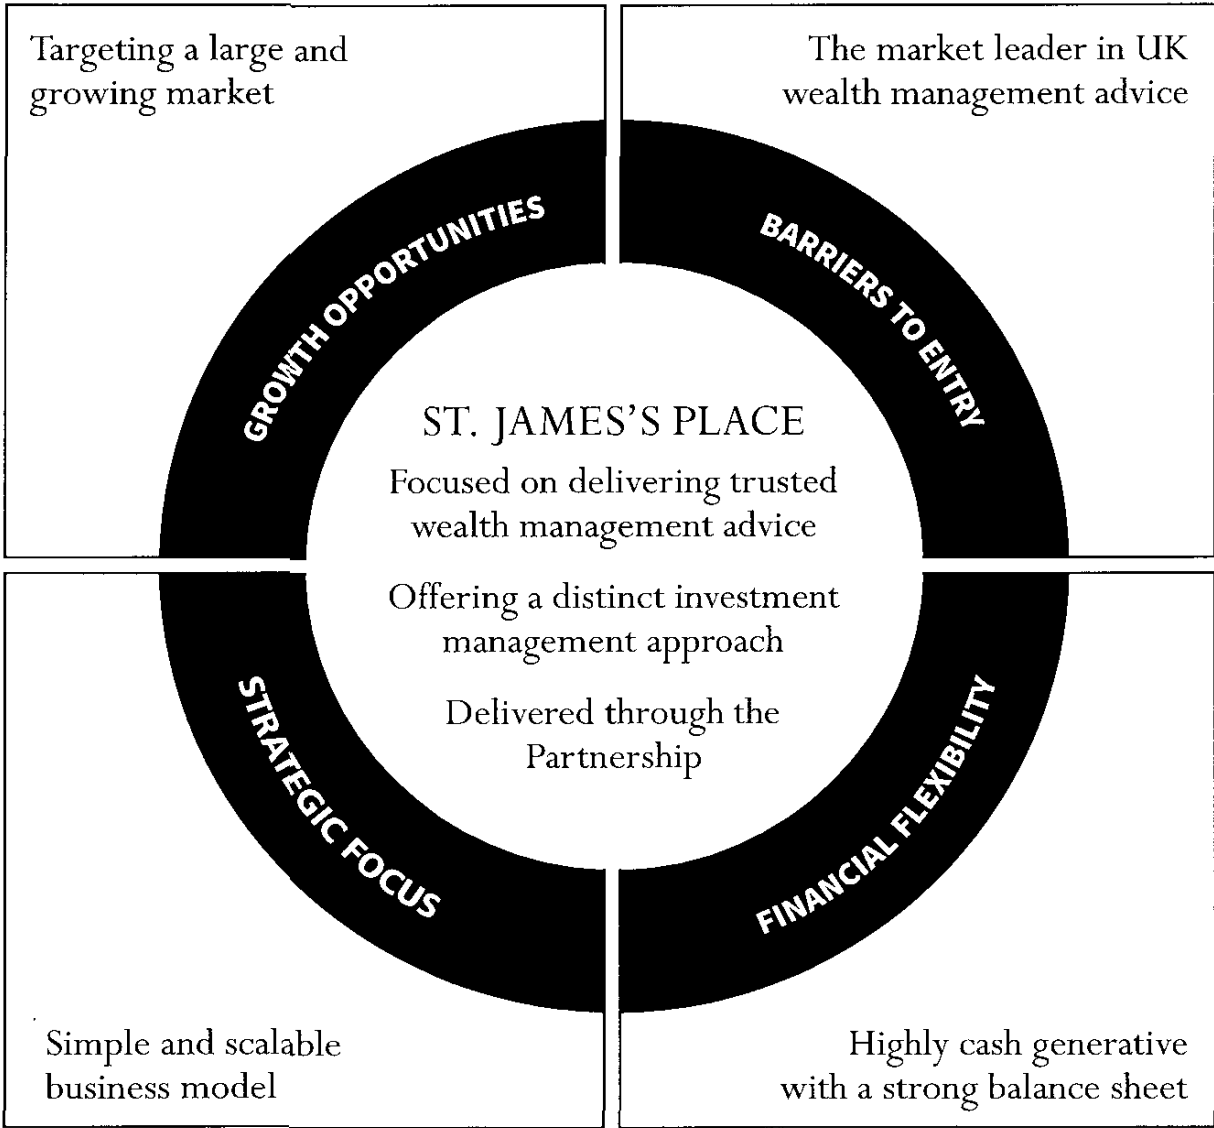 Targeting a large and
growing market
The market leader in UK
wealth management advice
GROWTH OPPORTUNITIES
BARRIERS TO ENTRY
ST. JAMES’S PLACE
Focused on delivering trusted
wealth management advice
Offering a distinct investment
management approach
Delivered through the
Partnership
STRATEGIC FOCUS
FINANCIAL FLEXIBILITY
Simple and scalable
business model
Highly cash generative
with a strong balance sheet